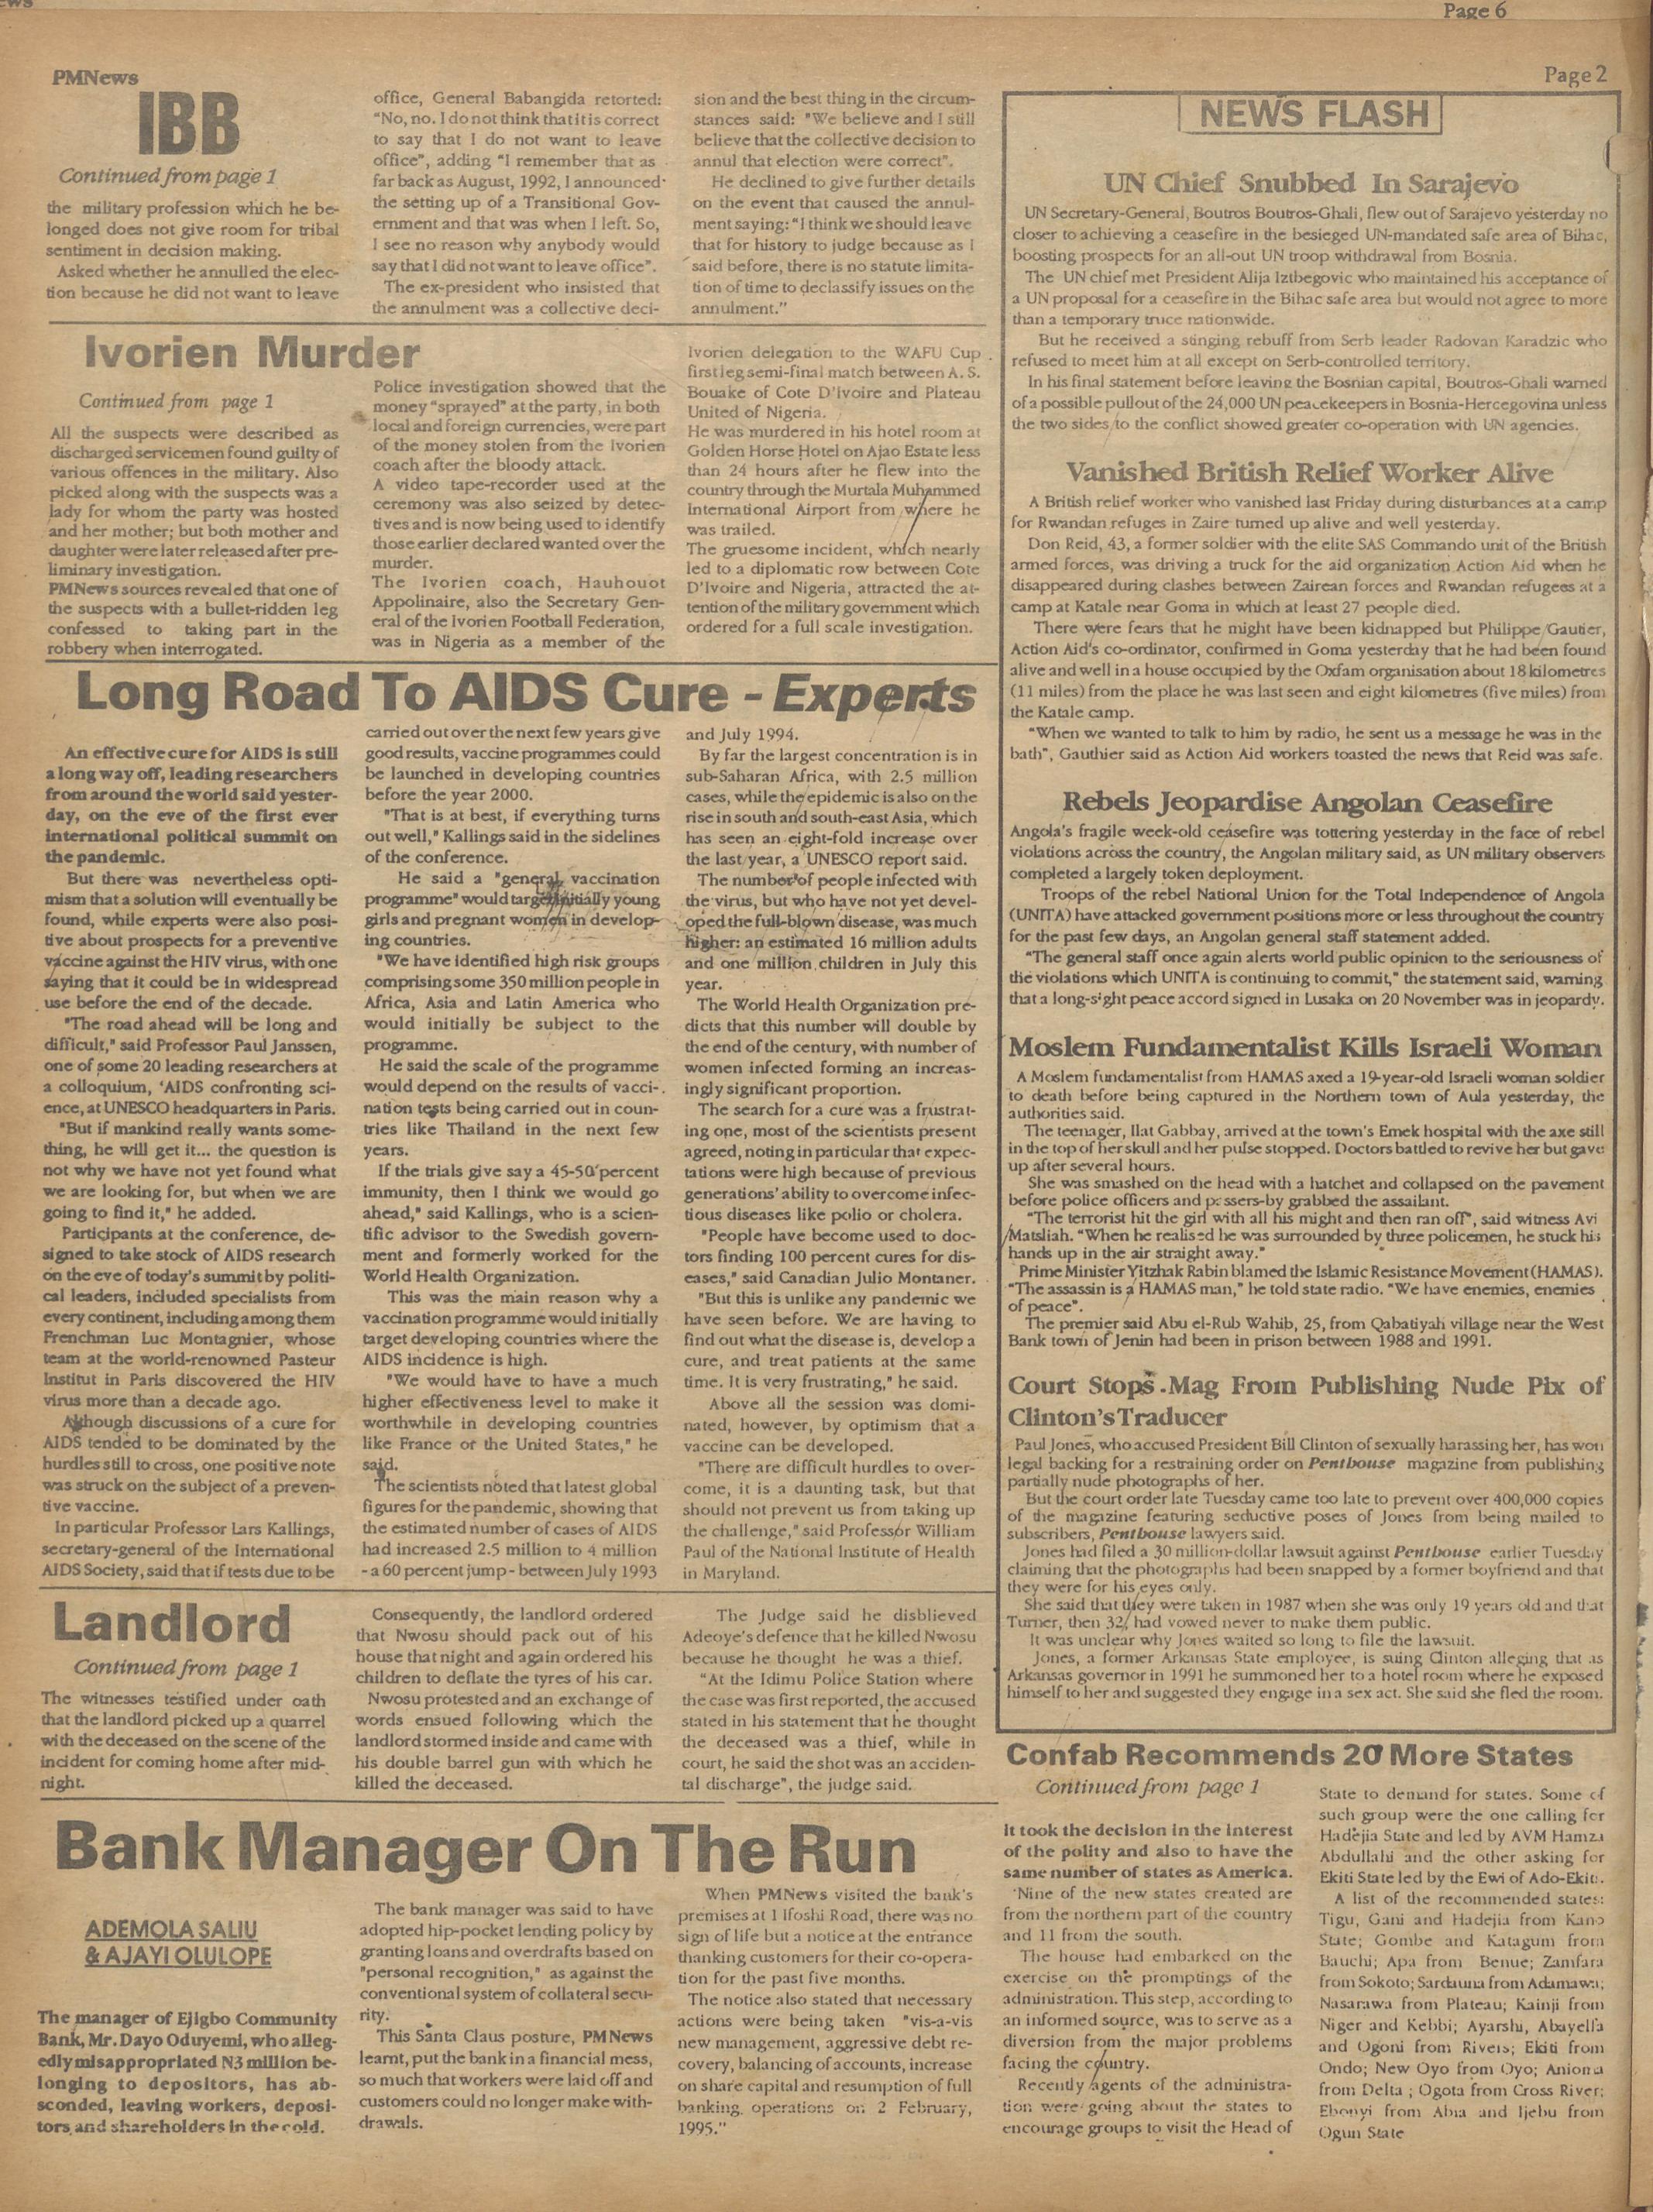 ews
Page 6
PMNews
Page 2
IBB
Continued from page 1
the military profession which he be-
longed does not give room for tribal
sentiment in decision making.
Asked whether he annulled the elec-
tion because he did not want to leave
office, General Babangida retorted:
"No, no. I do not think that it is correct
to say that I do not want to leave
office", adding "I remember that as
far back as August, 1992, I announced
the setting up of a Transitional Gov-
ernment and that was when I left. So,
I see no reason why anybody would
say that I did not want to leave office".
The ex-president who insisted that
the annulment was a collective deci-
sion and the best thing in the circum-
stances said: "We believe and I still
believe that the collective decision to
annul that election were correct".
He declined to give further details
on the event that caused the annul-
ment saying: "I think we should leave
that for history to judge because as I
said before, there is no statute limita-
tion of time to declassify issues on the
annulment."
Ivorien Murder
Continued from page 1
All the suspects were described as
discharged servicemen found guilty of
various offences in the military. Also
picked along with the suspects was a
lady for whom the party was hosted
and her mother; but both mother and
daughter were later released after pre-
liminary investigation.
PMNews sources revealed that one of
the suspects with a bullet-ridden leg
confessed to taking part in the
robbery when interrogated.
Police investigation showed that the
money "sprayed" at the party, in both
local and foreign currencies, were part
of the money stolen from the Ivorien
coach after the bloody attack.
A video tape-recorder used at the
ceremony was also seized by detec-
tives and is now being used to identify
those earlier declared wanted over the
murder.
The Ivorien coach, Hauhouot
Appolinaire, also the Secretary Gen-
eral of the Ivorien Football Federation,
was in Nigeria as a member of the
Ivorien delegation to the WAFU Cup
first leg semi-final match between A. S.
Bouake of Cote D'Ivoire and Plateau
United of Nigeria.
He was murdered in his hotel room at
Golden Horse Hotel on Ajao Estate less
than 24 hours after he flew into the
country through the Murtala Muhammed
International Airport from where he
was trailed.
The gruesome incident, which nearly
led to a diplomatic row between Cote
D'Ivoire and Nigeria, attracted the at-
tention of the military government which
ordered for a full scale investigation.
Long Road To AIDS Cure - Experts
An effective cure for AIDS is still
a long way off, leading researchers
from around the world said yester-
day, on the eve of the first ever
international political summit on
the pandemic.
But there was nevertheless opti-
mism that a solution will eventually be
found, while experts were also posi-
tive about prospects for a preventive
vaccine against the HIV virus, with one
saying that it could be in widespread
use before the end of the decade.
"The road ahead will be long and
difficult," said Professor Paul Janssen,
one of some 20 leading researchers at
a colloquium, 'AIDS confronting sci-
ence, at UNESCO headquarters in Paris.
"But if mankind really wants some-
thing, he will get it... the question is
not why we have not yet found what
we are looking for, but when we are
going to find it," he added.
Participants at the conference, de-
signed to take stock of AIDS research
on the eve of today's summit by politi-
cal leaders, included specialists from
every continent, including among them
Frenchman Luc Montagnier, whose
team at the world-renowned Pasteur
Institut in Paris discovered the HIV
virus more than a decade ago.
Although discussions of a cure for
AIDS tended to be dominated by the
hurdles still to cross, one positive note
was struck on the subject of a preven-
tive vaccine.
In particular Professor Lars Kallings,
secretary-general of the International
AIDS Society, said that if tests due to be
carried out over the next few years give
good results, vaccine programmes could
be launched in developing countries
before the year 2000.
"That is at best, if everything turns
out well," Kallings said in the sidelines
of the conference.
He said a "general vaccination
programme" would target initially young
girls and pregnant women in develop-
ing countries.
"We have identified high risk groups
comprising some 350 million people in
Africa, Asia and Latin America who
would initially be subject to the
programme.
He said the scale of the programme
would depend on the results of vacci-
nation tests being carried out in coun-
tries like Thailand in the next few
years.
If the trials give say a 45-50 percent
immunity, then I think we would go
ahead," said Kallings, who is a scien-
tific advisor to the Swedish govern-
ment and formerly worked for the
World Health Organization.
This was the main reason why a
vaccination programme would initially
target developing countries where the
AIDS incidence is high.
"We would have to have a much
higher effectiveness level to make it
worthwhile in developing countries
like France or the United States," he
said.
The scientists noted that latest global
figures for the pandemic, showing that
the estimated number of cases of AIDS
had increased 2.5 million to 4 million
- a 60 percent jump - between July 1993
and July 1994.
By far the largest concentration is in
sub-Saharan Africa, with 2.5 million
cases, while the epidemic is also on the
rise in south and south-east Asia, which
has seen an eight-fold increase over
the last year, a UNESCO report said.
The number of people infected with
the virus, but who have not yet devel-
oped the full-blown disease, was much
higher: an estimated 16 million adults
and one million children in July this
year.
The World Health Organization pre-
dicts that this number will double by
the end of the century, with number of
women infected forming an increas-
ingly significant proportion.
The search for a cure was a frustrat-
ing one, most of the scientists present
agreed, noting in particular that expec-
tations were high because of previous
generations' ability to overcome infec-
tious diseases like polio or cholera.
"People have become used to doc-
tors finding 100 percent cures for dis-
eases," said Canadian Julio Montaner.
"But this is unlike any pandemic we
have seen before. We are having to
find out what the disease is, develop a
cure, and treat patients at the same
time. It is very frustrating," he said.
Above all the session was domi-
nated, however, by optimism that a
vaccine can be developed.
"There are difficult hurdles to over-
come, it is a daunting task, but that
should not prevent us from taking up
the challenge," said Professor William
Paul of the National Institute of Health
in Maryland.
Landlord
Continued from page 1
The witnesses testified under oath
that the landlord picked up a quarrel
with the deceased on the scene of the
incident for coming home after mid-
night.
Consequently, the landlord ordered
that Nwosu should pack out of his
house that night and again ordered his
children to deflate the tyres of his car.
Nwosu protested and an exchange of
words ensued following which the
landlord stormed inside and came with
his double barrel gun with which he
killed the deceased.
The Judge said he disblieved
Adeoye's defence that he killed Nwosu
because he thought he was a thief.
"At the Idimu Police Station where
the case was first reported, the accused
stated in his statement that he thought
the deceased was a thief, while in
court, he said the shot was an acciden-
tal discharge", the judge said.
Bank Manager On The Run
ADEMOLA SALIU
& AJAYI OLULOPE
The manager of Ejigbo Community
Bank, Mr. Dayo Oduyemi, who alleg-
edly misappropriated N3 million be-
longing to depositors, has ab-
sconded, leaving workers, deposi-
tors and shareholders in the cold.
The bank manager was said to have
adopted hip-pocket lending policy by
granting loans and overdrafts based on
"personal recognition," as against the
conventional system of collateral secu-
rity.
This Santa Claus posture, PMNews
learnt, put the bank in a financial mess,
so much that workers were laid off and
customers could no longer make with-
drawals.
When PMNews visited the bank's
premises at 1 Ifoshi Road, there was no
sign of life but a notice at the entrance
thanking customers for their co-opera-
tion for the past five months.
The notice also stated that necessary
actions were being taken "vis-a-vis
new management, aggressive debt re-
covery, balancing of accounts, increase
on share capital and resumption of full
banking operations on 2 February,
1995."
NEWS FLASH
UN Chief Snubbed In Sarajevo
UN Secretary-General, Boutros Boutros-Ghali, flew out of Sarajevo yesterday no
closer to achieving a ceasefire in the besieged UN-mandated safe area of Bihac,
boosting prospects for an all-out UN troop withdrawal from Bosnia.
The UN chief met President Alija Iztbegovic who maintained his acceptance of
a UN proposal for a ceasefire in the Bihac safe area but would not agree to more
than a temporary truce nationwide.
But he received a stinging rebuff from Serb leader Radovan Karadzic who
refused to meet him at all except on Serb-controlled territory.
In his final statement before leaving the Bosnian capital, Boutros-Ghali warned
of a possible pullout of the 24,000 UN peacekeepers in Bosnia-Hercegovina unless
the two sides to the conflict showed greater co-operation with UN agencies.
Vanished British Relief Worker Alive
A British relief worker who vanished last Friday during disturbances at a camp
for Rwandan refuges in Zaire turned up alive and well yesterday.
Don Reid, 43, a former soldier with the elite SAS Commando unit of the British
armed forces, was driving a truck for the aid organization Action Aid when he
disappeared during clashes between Zairean forces and Rwandan refugees at a
camp at Katale near Goma in which at least 27 people died.
There were fears that he might have been kidnapped but Philippe Gautier,
Action Aid's co-ordinator, confirmed in Goma yesterday that he had been found
alive and well in a house occupied by the Oxfam organisation about 18 kilometres
(11 miles) from the place he was last seen and eight kilometres (five miles) from
the Katale camp.
"When we wanted to talk to him by radio, he sent us a message he was in the
bath", Gauthier said as Action Aid workers toasted the news that Reid was safe.
Rebels Jeopardise Angolan Ceasefire
Angola's fragile week-old ceasefire was tottering yesterday in the face of rebel
violations across the country, the Angolan military said, as UN military observers
completed a largely token deployment.
Troops of the rebel National Union for the Total Independence of Angola
(UNITA) have attacked government positions more or less throughout the country
for the past few days, an Angolan general staff statement added.
"The general staff once again alerts world public opinion to the seriousness of
the violations which UNITA is continuing to commit," the statement said, warning
that a long-sight peace accord signed in Lusaka on 20 November was in jeopardy.
Moslem Fundamentalist Kills Israeli Woman
A Moslem fundamentalist from HAMAS axed a 19-year-old Israeli woman soldier
to death before being captured in the Northern town of Aula yesterday, the
authorities said.
The teenager, Ilat Gabbay, arrived at the town's Emek hospital with the axe still
in the top of her skull and her pulse stopped. Doctors battled to revive her but gave
up after several hours.
She was smashed on the head with a hatchet and collapsed on the pavement
before police officers and passers-by grabbed the assailant.
"The terrorist hit the girl with all his might and then ran off", said witness Avi
Matsliah. "When he realised he was surrounded by three policemen, he stuck his
hands up in the air straight away."
Prime Minister Yitzhak Rabin blamed the Islamic Resistance Movement (HAMAS).
"The assassin is a HAMAS man," he told state radio. "We have enemies, enemies
of peace".
The premier said Abu el-Rub Wahib, 25, from Qabatiyah village near the West
Bank town of Jenin had been in prison between 1988 and 1991.
Court Stops Mag From Publishing Nude Pix of
Clinton's Traducer
Paul Jones, who accused President Bill Clinton of sexually harassing her, has won
legal backing for a restraining order on Penthouse magazine from publishing
partially nude photographs of her.
But the court order late Tuesday came too late to prevent over 400,000 copies
of the magazine featuring seductive poses of Jones from being mailed to
subscribers, Penthouse lawyers said.
Jones had filed a 30 million-dollar lawsuit against Penthouse earlier Tuesday
claiming that the photographs had been snapped by a former boyfriend and that
they were for his eyes only.
She said that they were taken in 1987 when she was only 19 years old and that
Turner, then 32, had vowed never to make them public.
It was unclear why Jones waited so long to file the lawsuit.
Jones, a former Arkansas State employee, is suing Clinton alleging that as
Arkansas governor in 1991 he summoned her to a hotel room where he exposed
himself to her and suggested they engage in a sex act. She said she fled the room.
Confab Recommends 20 More States
Continued from page 1
it took the decision in the interest
of the polity and also to have the
same number of states as America.
Nine of the new states created are
from the northern part of the country
and 11 from the south.
The house had embarked on the
exercise on the promptings of the
administration. This step, according to
an informed source, was to serve as a
diversion from the major problems
facing the country.
Recently agents of the administra-
tion were going about the states to
encourage groups to visit the Head of
State to demand for states. Some of
such group were the one calling for
Hadejia State and led by AVM Hamza
Abdullahi and the other asking for
Ekiti State led by the Ewi of Ado-Ekiti.
A list of the recommended states:
Tigu, Gani and Hadejia from Kano
State; Gombe and Katagum from
Bauchi; Apa from Benue; Zamfara
from Sokoto; Sardauna from Adamawa;
Nasarawa from Plateau; Kainji from
Niger and Kebbi; Ayarshi, Abayella
and Ogoni from Rivers; Ekiti from
Ondo; New Oyo from Oyo; Anioma
from Delta ; Ogota from Cross River;
Ebonyi from Abia and Ijebu from
Ogun State